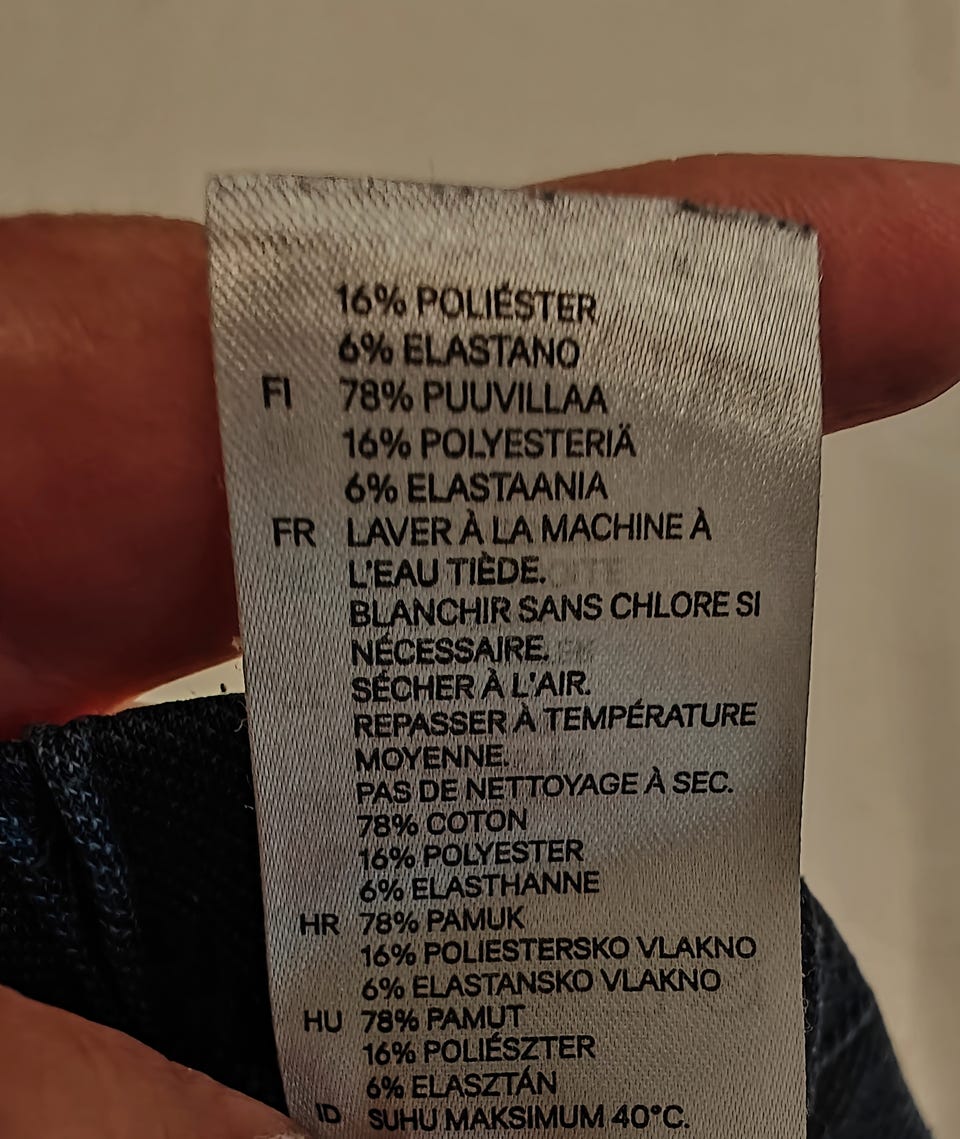 16% POLIÉSTER
6% ELASTANO
FI 78% PUUVILLAA
16% POLYESTERIÄ
6% ELASTAANIA
FR LAVER À LA MACHINE À
L'EAU TIÈDE.
BLANCHIR SANS CHLORE SI
NÉCESSAIRE.
SÉCHER À L'AIR.
REPASSER À TEMPÉRATURE
MOYENNE.
PAS DE NETTOYAGE À SEC.
78% COTON
16% POLYESTER
6% ELASTHANNE
HR 78% PAMUK
16% POLIESTERSKO VLAKNO
6% ELASTANSKO VLAKNO
HU 78% PAMUT
16% POLIÉSZTER
6% ELASZTÁN
ID SUHU MAKSIMUM 40°C.